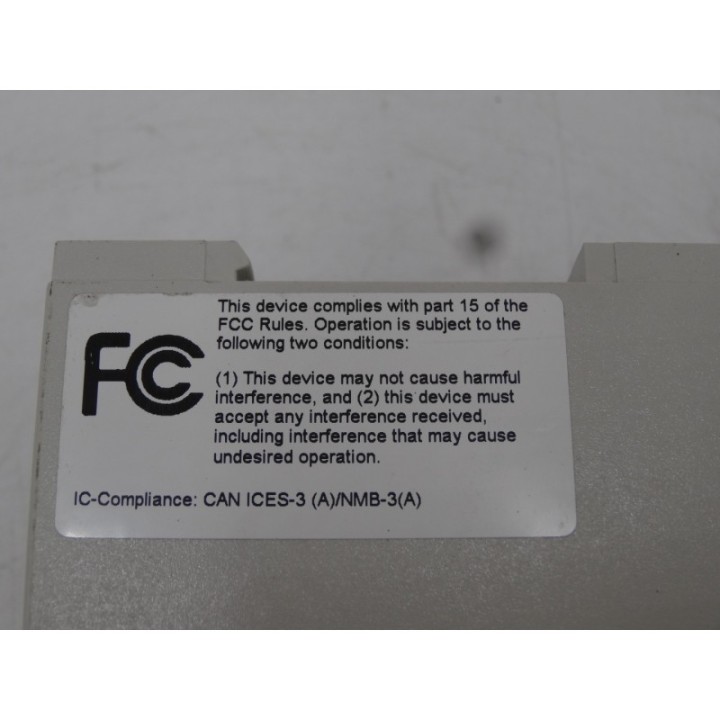 FC
This device complies with part 15 of the
FCC Rules. Operation is subject to the
following two conditions:
(1) This device may not cause harmful
interference, and (2) this device must
accept any interference received,
including interference that may cause
undesired operation.
IC-Compliance: CAN ICES-3 (A)/NMB-3(A)